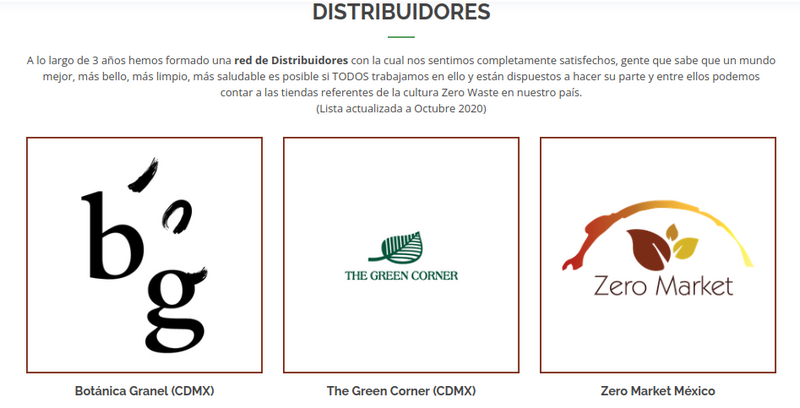 DISTRIBUIDORES
A lo largo de 3 años hemos formado una red de Distribuidores con la cual nos sentimos completamente satisfechos, gente que sabe que un mundo
mejor, más bello, más limpio, más saludable es posible si TODOS trabajamos en ello y están dispuestos a hacer su parte y entre ellos podemos
contar a las tiendas referentes de la cultura Zero Waste en nuestro país.
(Lista actualizada a Octubre 2020)
b
g
THE GREEN CORNER
Zero Market
Botánica Granel (CDMX)
The Green Corner (CDMX)
Zero Market México